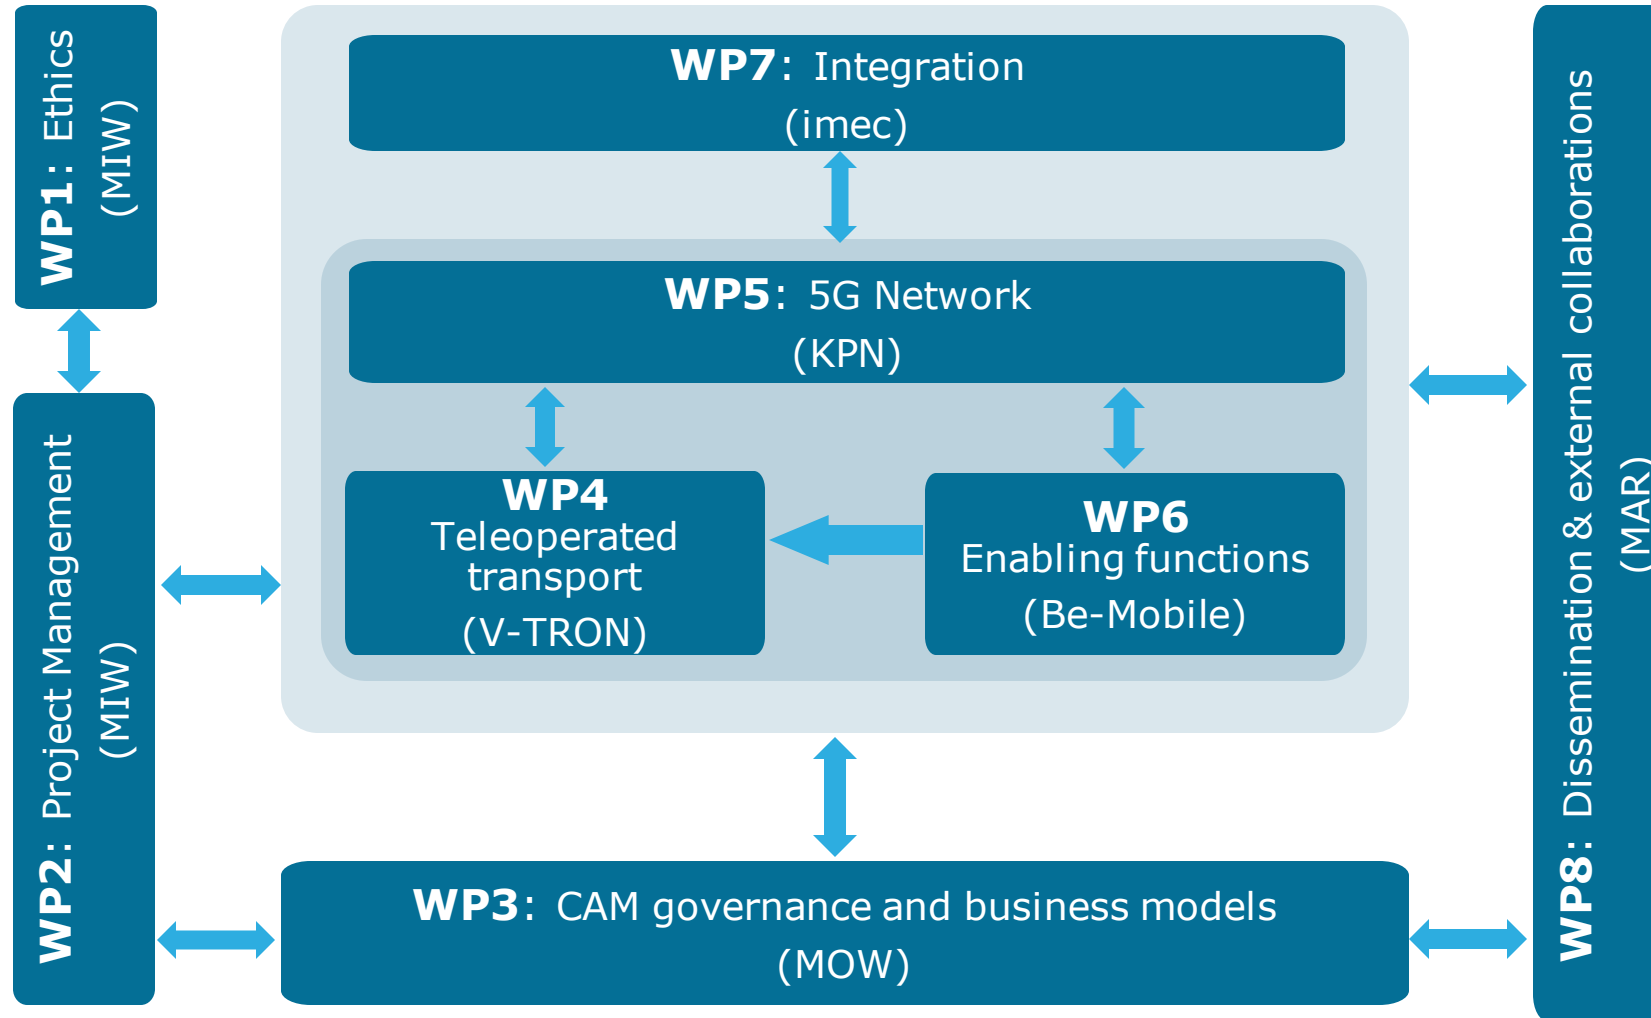 WP1: Ethics
(MIW)
WP2: Project Management
(MIW)
WP7: Integration
(imec)
WP5: 5G Network
(KPN)
WP4
Teleoperated
transport
(V-TRON)
WP6
Enabling functions
(Be-Mobile)
WP3: CAM governance and business models
(MOW)
WP8: Dissemination & external collaborations
(MAR)